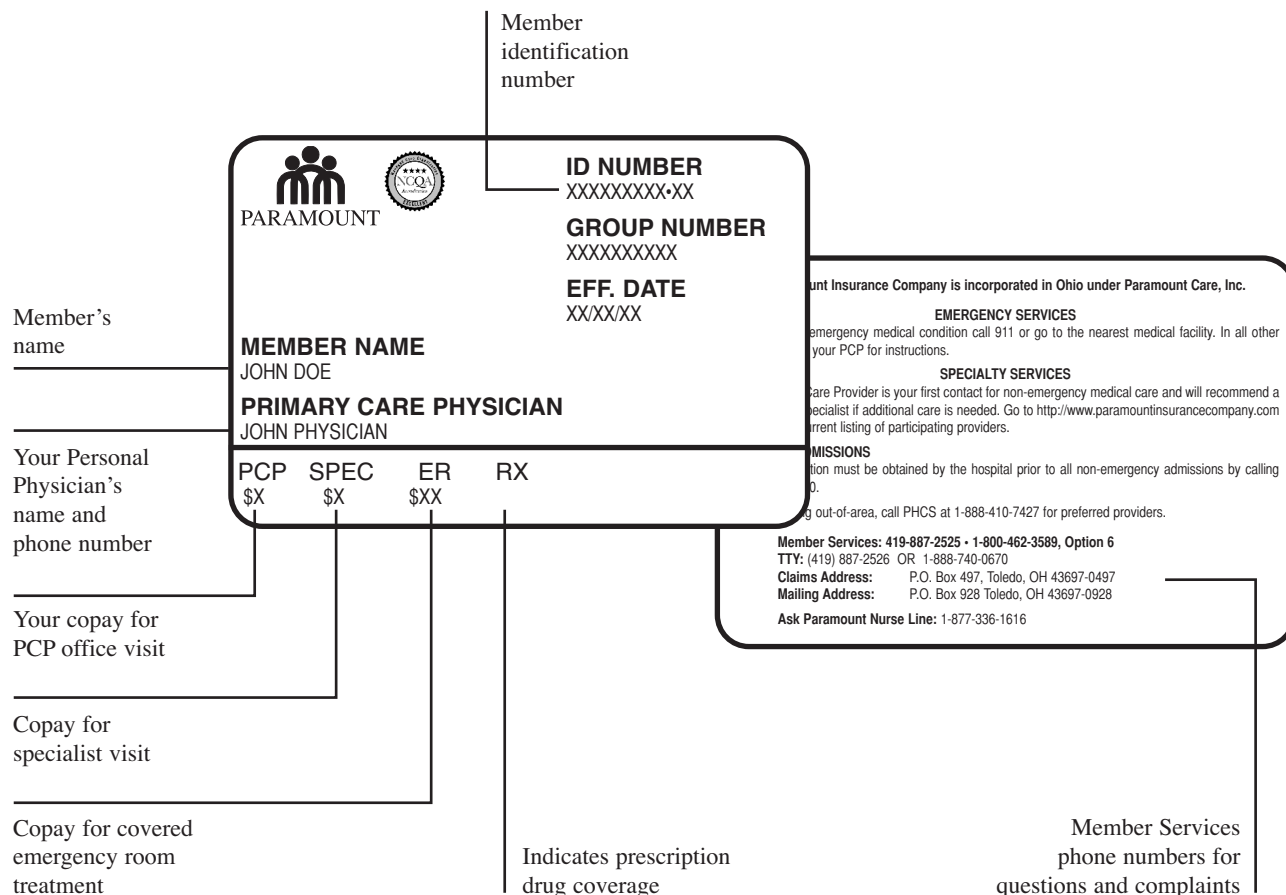 Member
identification
number
PARAMOUNT
NCQA
EXCELLENT
ID NUMBER
XXXXXXXXX•XX
GROUP NUMBER
XXXXXXXXXX
EFF. DATE
XX/XX/XX
MEMBER NAME
JOHN DOE
PRIMARY CARE PHYSICIAN
JOHN PHYSICIAN
PCP SPEC ER RX
$X $X $XX
Member's
name
Your Personal
Physician's
name and
phone number
Your copay for
PCP office visit
Copay for
specialist visit
Copay for covered
emergency room
treatment
Indicates prescription
drug coverage
unt Insurance Company is incorporated in Ohio under Paramount Care, Inc.
EMERGENCY SERVICES
emergency medical condition call 911 or go to the nearest medical facility. In all other
your PCP for instructions.
SPECIALTY SERVICES
Care Provider is your first contact for non-emergency medical care and will recommend a
pecialist if additional care is needed. Go to http://www.paramountinsurancecompany.com
rrent listing of participating providers.
MISSIONS
tion must be obtained by the hospital prior to all non-emergency admissions by calling
0.
g out-of-area, call PHCS at 1-888-410-7427 for preferred providers.
Member Services: 419-887-2525 • 1-800-462-3589, Option 6
TTY: (419) 887-2526 OR 1-888-740-0670
Claims Address: P.O. Box 497, Toledo, OH 43697-0497
Mailing Address: P.O. Box 928 Toledo, OH 43697-0928
Ask Paramount Nurse Line: 1-877-336-1616
Member Services
phone numbers for
questions and complaints